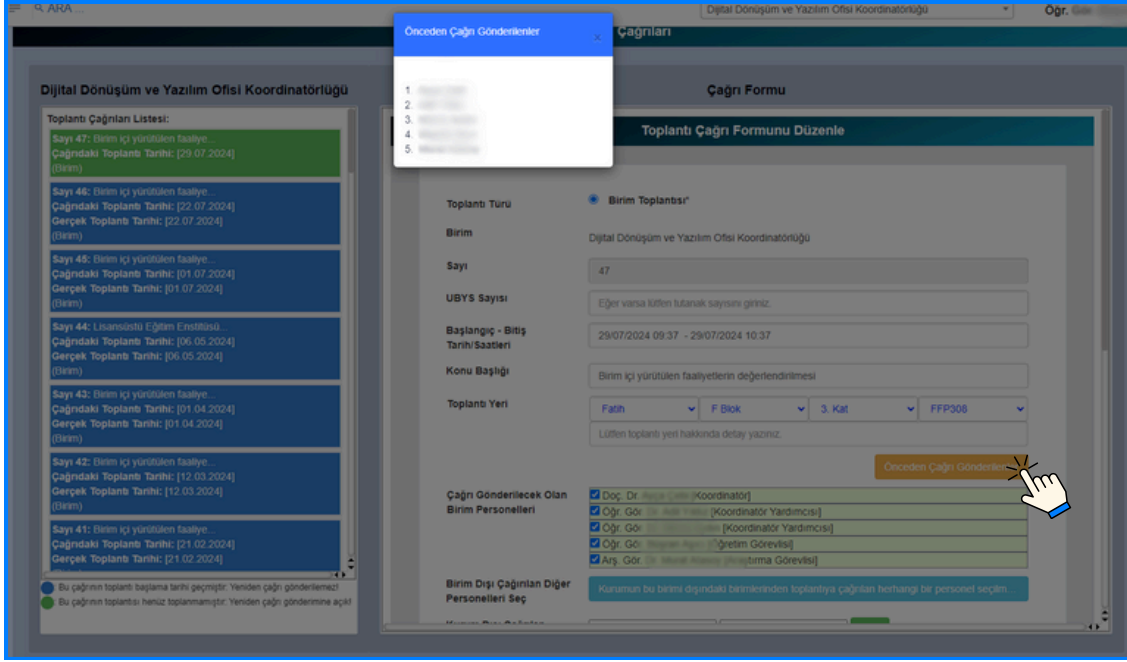 ARA ...
Dijital Dönüşüm ve Yazılım Ofisi Koordinatörlüğü
Öğr.
Çağrıları
Önceden Çağrı Gönderilenler
×
1.
2.
3.
4.
5.
Dijital Dönüşüm ve Yazılım Ofisi Koordinatörlüğü
Toplantı Çağrıları Listesi:
Sayı 47: Birim içi yürütülen faaliye...
Çağrıdaki Toplantı Tarihi: [29.07.2024]
(Birim)
Sayı 46: Birim içi yürütülen faaliye...
Çağrıdaki Toplantı Tarihi: [22.07.2024]
Gerçek Toplantı Tarihi: [22.07.2024]
(Birim)
Sayı 45: Birim içi yürütülen faaliye...
Çağrıdaki Toplantı Tarihi: [01.07.2024]
Gerçek Toplantı Tarihi: [01.07.2024]
(Birim)
Sayı 44: Lisansüstü Eğitim Enstitüsü...
Çağrıdaki Toplantı Tarihi: [06.05.2024]
Gerçek Toplantı Tarihi: [06.05.2024]
(Birim)
Sayı 43: Birim içi yürütülen faaliye...
Çağrıdaki Toplantı Tarihi: [01.04.2024]
Gerçek Toplantı Tarihi: [01.04.2024]
(Birim)
Sayı 42: Birim içi yürütülen faaliye...
Çağrıdaki Toplantı Tarihi: [12.03.2024]
Gerçek Toplantı Tarihi: [12.03.2024]
(Birim)
Sayı 41: Birim içi yürütülen faaliye...
Çağrıdaki Toplantı Tarihi: [21.02.2024]
Gerçek Toplantı Tarihi: [21.02.2024]
Bu çağrının toplantı başlama tarihi geçmiştir. Yeniden çağrı gönderilemez!
Bu çağrının toplantısı henüz toplanmamıştır. Yeniden çağrı gönderimine açık!
Çağrı Formu
Toplantı Çağrı Formunu Düzenle
Toplantı Türü
Birim Toplantısı*
Birim
Dijital Dönüşüm ve Yazılım Ofisi Koordinatörlüğü
Sayı
47
UBYS Sayısı
Eğer varsa lütfen tutanak sayısını giriniz.
Başlangıç - Bitiş
Tarih/Saatleri
29/07/2024 09:37 - 29/07/2024 10:37
Konu Başlığı
Birim içi yürütülen faaliyetlerin değerlendirilmesi
Toplantı Yeri
Fatih F Blok 3. Kat FFP308
Lütfen toplantı yeri hakkında detay yazınız.
Önceden Çağrı
Çağrı Gönderilecek Olan
Birim Personelleri
Doç. Dr. [Koordinatör]
Öğr. Gör. [Koordinatör Yardımcısı]
Öğr. Gör. [Koordinatör Yardımcısı]
Öğr. Gör. [Öğretim Görevlisi]
Arş. Gör. Görevlisi]
Birim Dışı Çağırılan Diğer
Personelleri Seç
Kurumun bu birimi dışındaki birimlerinden toplantıya çağrılan herhangi bir personel seçilm...